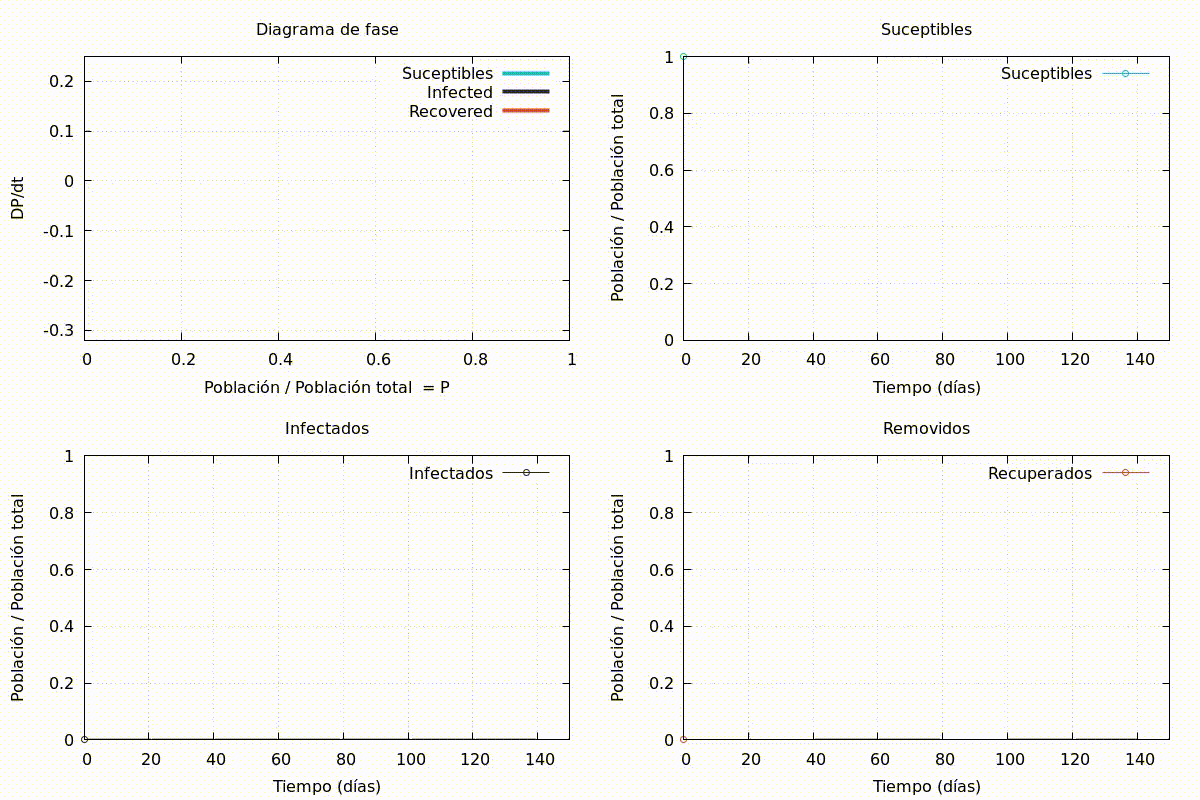 Diagrama de fase
Suceptibles
Infected
Recovered
0.2
0.1
0
-0.1
-0.2
-0.3
DP/dt
0 0.2 0.4 0.6 0.8 1
Población / Población total = P
Suceptibles
Suceptibles
1
0.8
0.6
0.4
0.2
0
Población / Población total
0 20 40 60 80 100 120 140
Tiempo (días)
Infectados
Infectados
1
0.8
0.6
0.4
0.2
0
Población / Población total
0 20 40 60 80 100 120 140
Tiempo (días)
Removidos
Recuperados
1
0.8
0.6
0.4
0.2
0
Población / Población total
0 20 40 60 80 100 120 140
Tiempo (días)